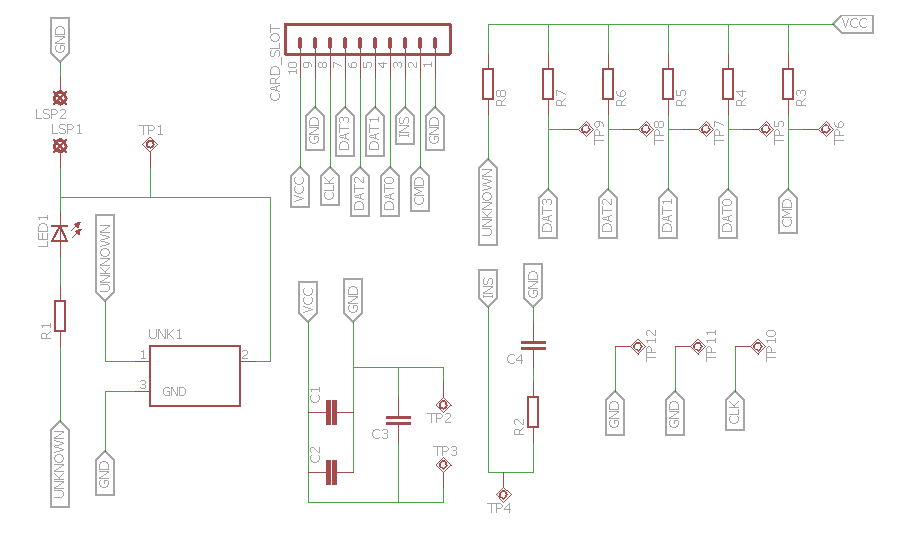 GND
LSP2
LSP1
TP1
LED1
UNKNOWN
R1
UNK1
1
2
3
GND
UNKNOWN
GND
CARD_SLOT
10
9
8
7
6
5
4
3
2
1
VCC
GND
CLK
DAT3
DAT2
DAT1
DAT0
INS
CMD
GND
VCC
R8
R7
R6
R5
R4
R3
TP9
TP8
TP7
TP5
TP6
UNKNOWN
DAT3
DAT2
DAT1
DAT0
CMD
VCC
GND
C1
C2
C3
TP2
TP3
INS
GND
C4
R2
TP4
TP12
TP11
TP10
GND
GND
CLK